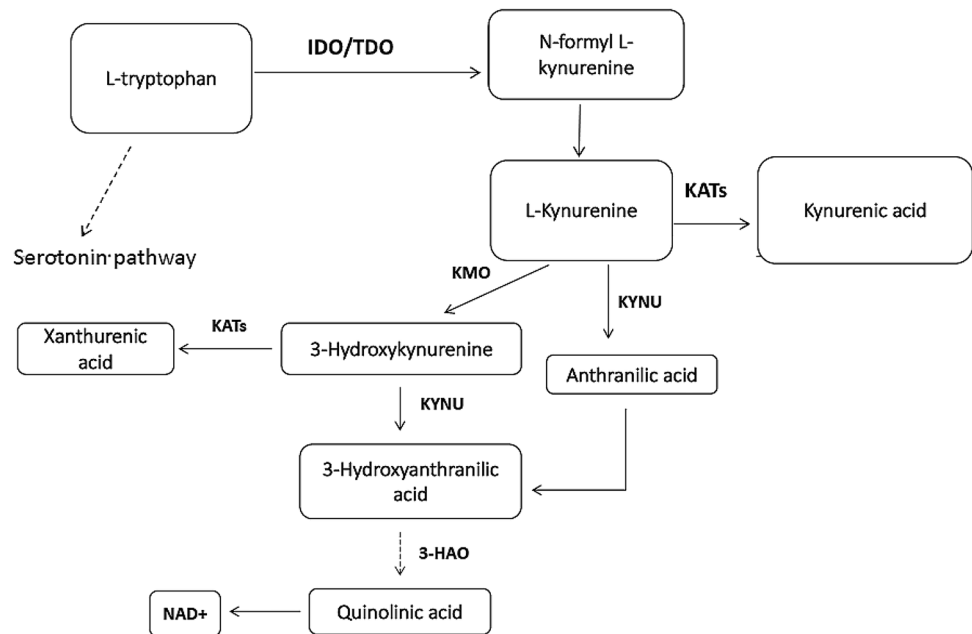 IDO/TDO
L-tryptophan
N-formyl L-
kynurenine
L-Kynurenine
KATs
Kynurenic acid
Serotonin pathway
KMO
KYNU
Xanthurenic
acid
KATs
3-Hydroxykynurenine
Anthranilic acid
KYNU
3-Hydroxyanthranilic
acid
3-HAO
NAD+
Quinolinic acid